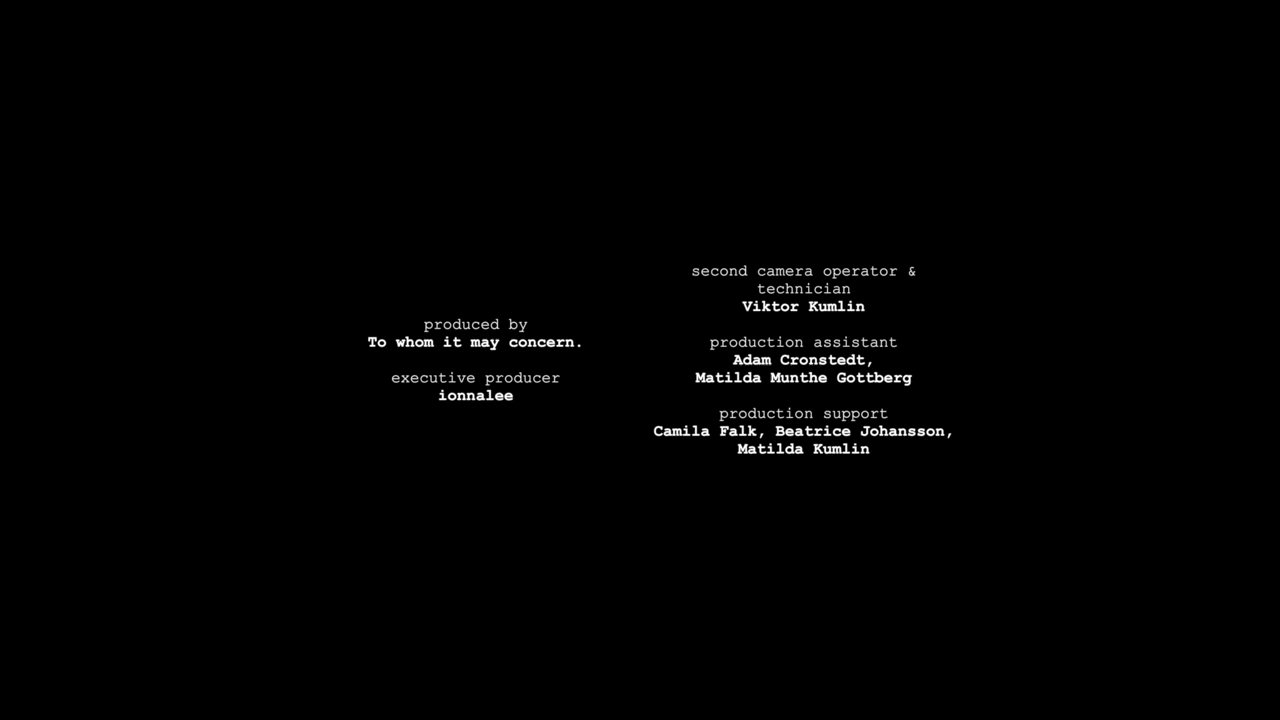 produced by
To whom it may concern.
executive producer
ionnalee
second camera operator &
technician
Viktor Kumlin
production assistant
Adam Cronstedt,
Matilda Munthe Gottberg
production support
Camila Falk, Beatrice Johansson,
Matilda Kumlin